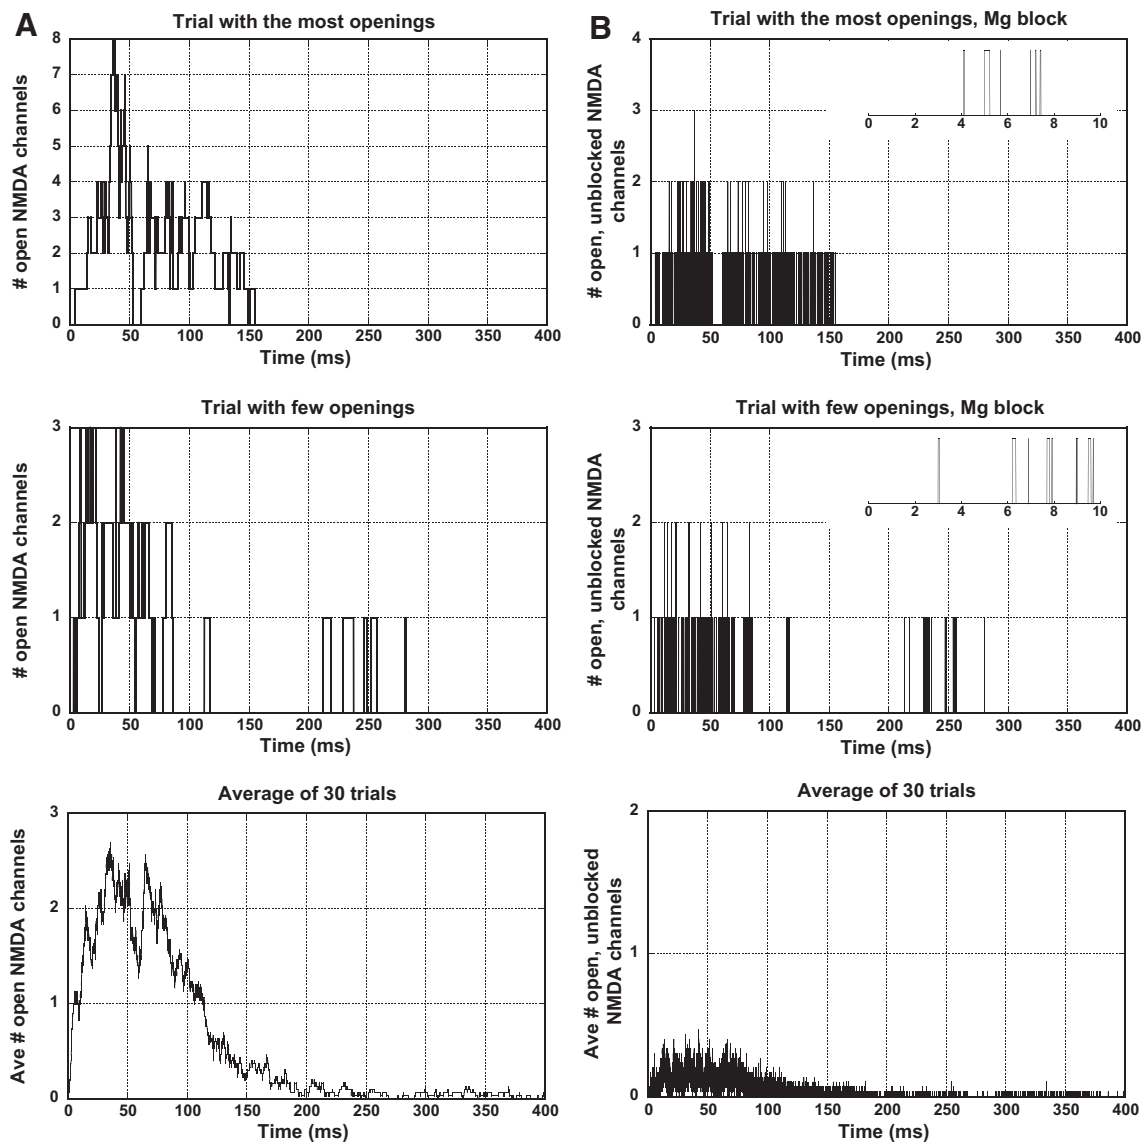 A
Trial with the most openings
# open NMDA channels
8
7
6
5
4
3
2
1
0
0 50 100 150 200 250 300 350 400
Time (ms)
B
Trial with the most openings, Mg block
# open, unblocked NMDA
channels
4
3
2
1
0
0 2 4 6 8 10
0 50 100 150 200 250 300 350 400
Time (ms)
Trial with few openings
# open NMDA channels
3
2
1
0
0 50 100 150 200 250 300 350 400
Time (ms)
Trial with few openings, Mg block
# open, unblocked NMDA
channels
3
2
1
0
0 2 4 6 8 10
0 50 100 150 200 250 300 350 400
Time (ms)
Average of 30 trials
Ave # open NMDA channels
3
2
1
0
0 50 100 150 200 250 300 350 400
Time (ms)
Average of 30 trials
Ave # open, unblocked
NMDA channels
2
1
0
0 50 100 150 200 250 300 350 400
Time (ms)